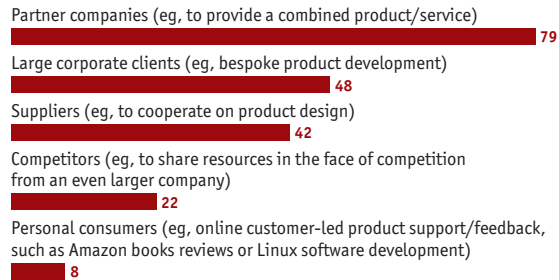 Partner companies (eg, to provide a combined product/service)
79
Large corporate clients (eg, bespoke product development)
48
Suppliers (eg, to cooperate on product design)
42
Competitors (eg, to share resources in the face of competition
from an even larger company)
22
Personal consumers (eg, online customer-led product support/feedback,
such as Amazon books reviews or Linux software development)
8